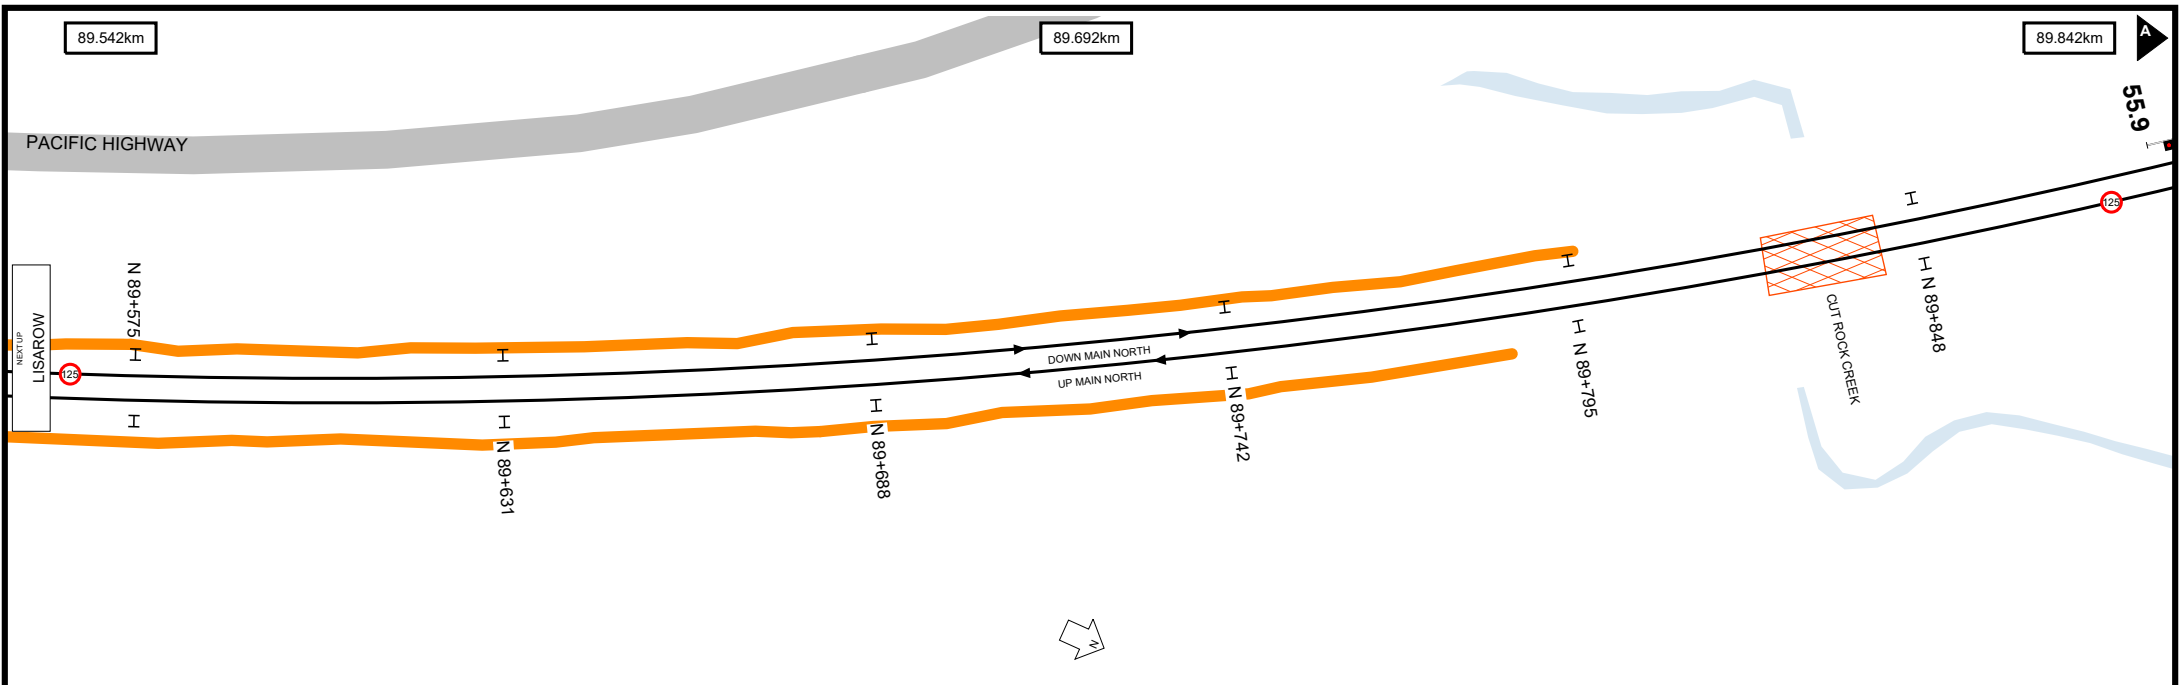 89.542km
89.692km
89.842km
A
55.9
PACIFIC HIGHWAY
125
N 89+575
NEXT UP
LISAROW
125
DOWN MAIN NORTH
UP MAIN NORTH
CUT ROCK CREEK
N 89+848
N 89+795
N 89+742
N 89+688
N 89+631
N